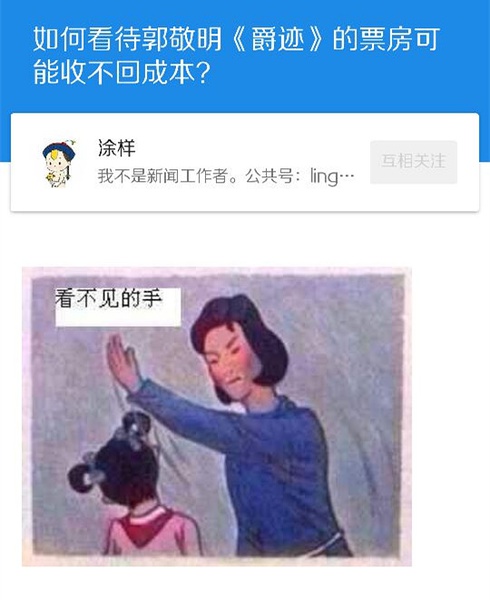 如何看待郭敬明《爵迹》的票房可
能收不回成本？
涂样
我不是新闻工作者。公共号：ling…
互相关注
看不见的手